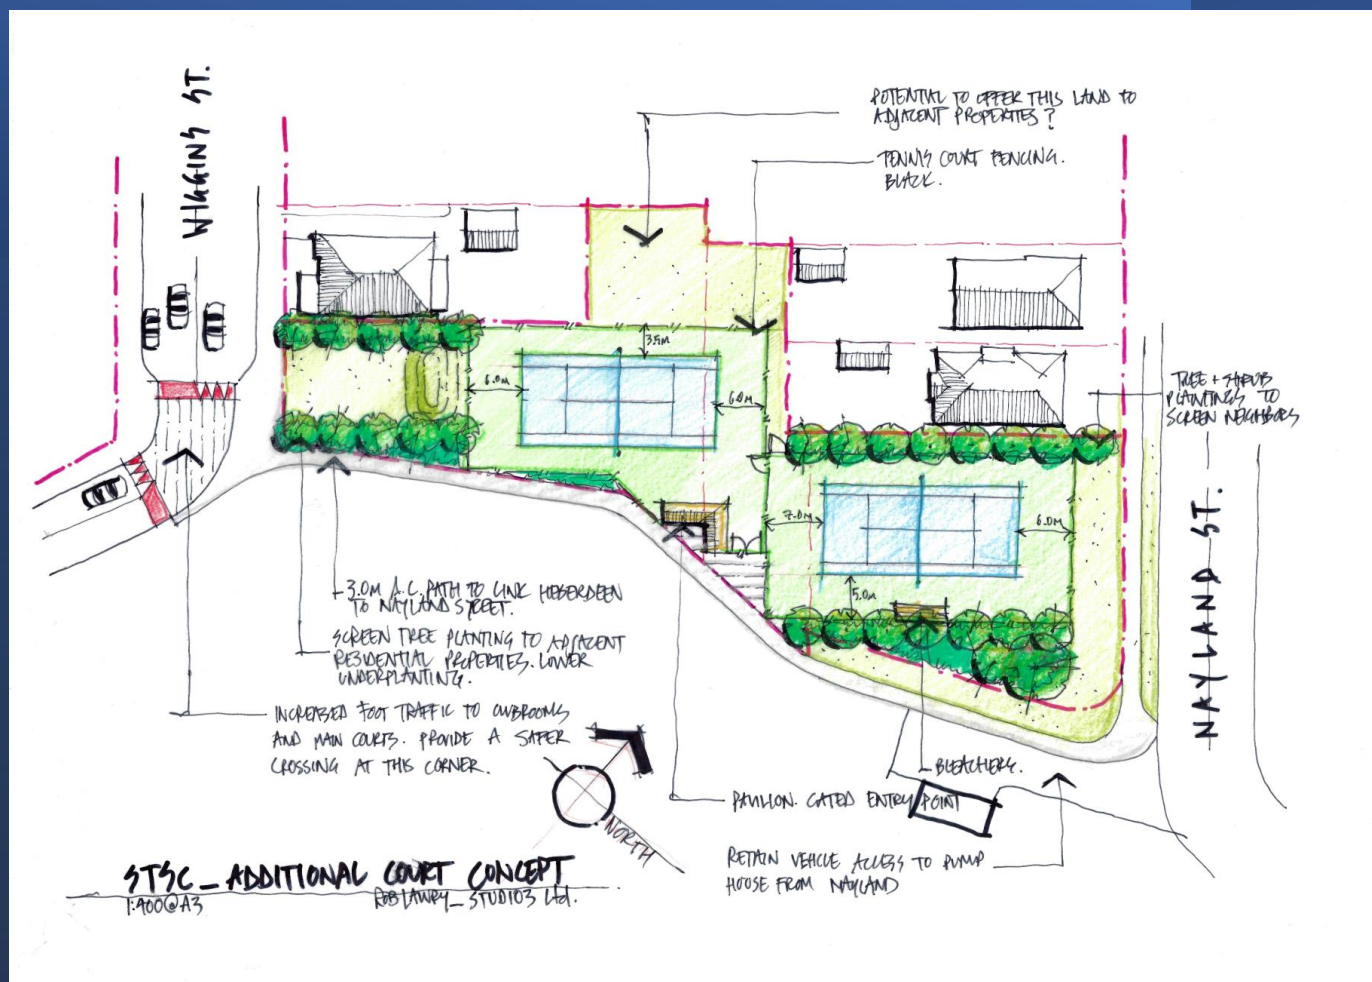 WIGGINS ST.
POTENTIAL TO OFFER THIS LAND TO
ADJACENT PROPERTIES?
TENNIS COURT FENCING.
BLACK.
3.5M
6.0M
6.0M
TREE + SHRUB
PLANTINGS TO
SCREEN NEIGHBORS
7.0M
6.0M
5.0M
NAYLAND ST.
3.0M A.C. PATH TO LINK HEBERDEEN
TO NAYLAND STREET.
SCREEN TREE PLANTING TO ADJACENT
RESIDENTIAL PROPERTIES. LOWER
UNDERPLANTING.
INCREASED FOOT TRAFFIC TO CLUBROOMS
AND MAIN COURTS. PROVIDE A SAFER
CROSSING AT THIS CORNER.
BLEACHERS.
PAVILION. GATED ENTRY POINT
NORTH
RETAIN VEHICLE ACCESS TO PUMP
HOUSE FROM NAYLAND
STSC_ADDITIONAL COURT CONCEPT
1:400@A3
ROB LAWRY_STUDIO3 Ltd.